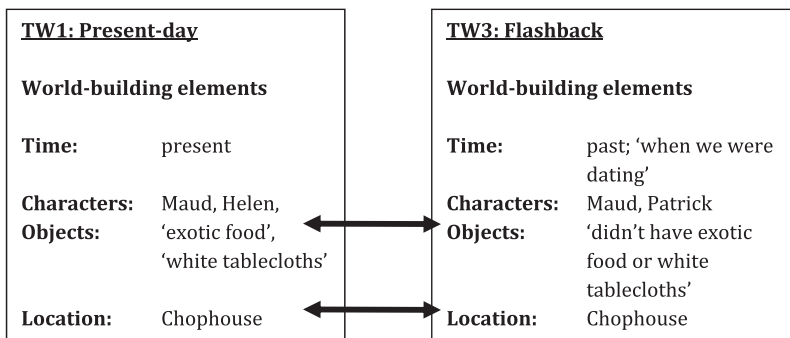 TW1: Present-day
World-building elements
Time: present
Characters: Maud, Helen,
Objects: ‘exotic food’,
‘white tablecloths’
Location: Chophouse
TW3: Flashback
World-building elements
Time: past; ‘when we were
dating’
Characters: Maud, Patrick
Objects: ‘didn’t have exotic
food or white
tablecloths’
Location: Chophouse